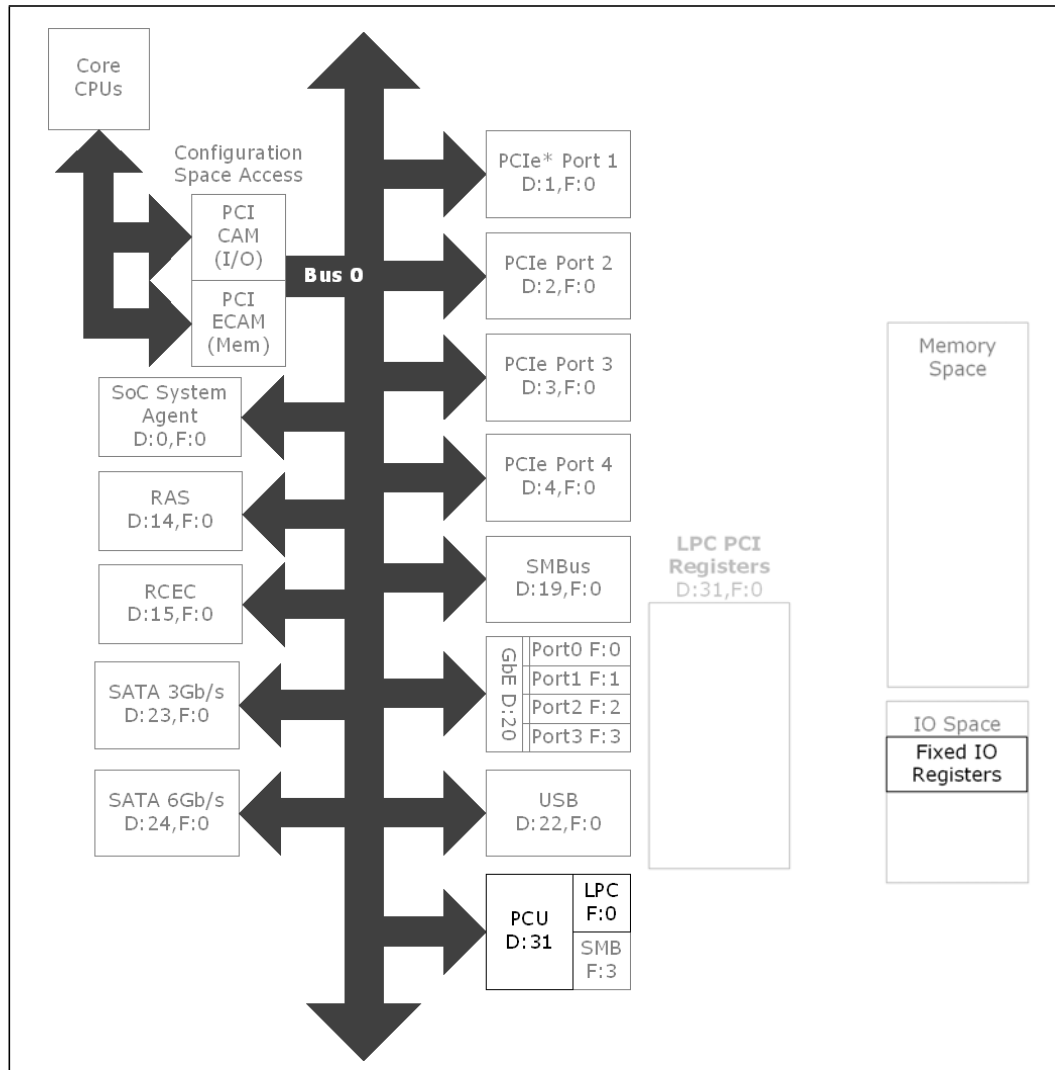 Core
CPUs
Configuration
Space Access
PCI
CAM
(I/O)
PCI
ECAM
(Mem)
Bus 0
SoC System
Agent
D:0,F:0
RAS
D:14,F:0
RCEC
D:15,F:0
SATA 3Gb/s
D:23,F:0
SATA 6Gb/s
D:24,F:0
PCIe* Port 1
D:1,F:0
PCIe Port 2
D:2,F:0
PCIe Port 3
D:3,F:0
PCIe Port 4
D:4,F:0
SMBus
D:19,F:0
GbE D:20
Port0 F:0
Port1 F:1
Port2 F:2
Port3 F:3
USB
D:22,F:0
PCU
D:31
LPC
F:0
SMB
F:3
LPC PCI
Registers
D:31,F:0
Memory
Space
IO Space
Fixed IO
Registers